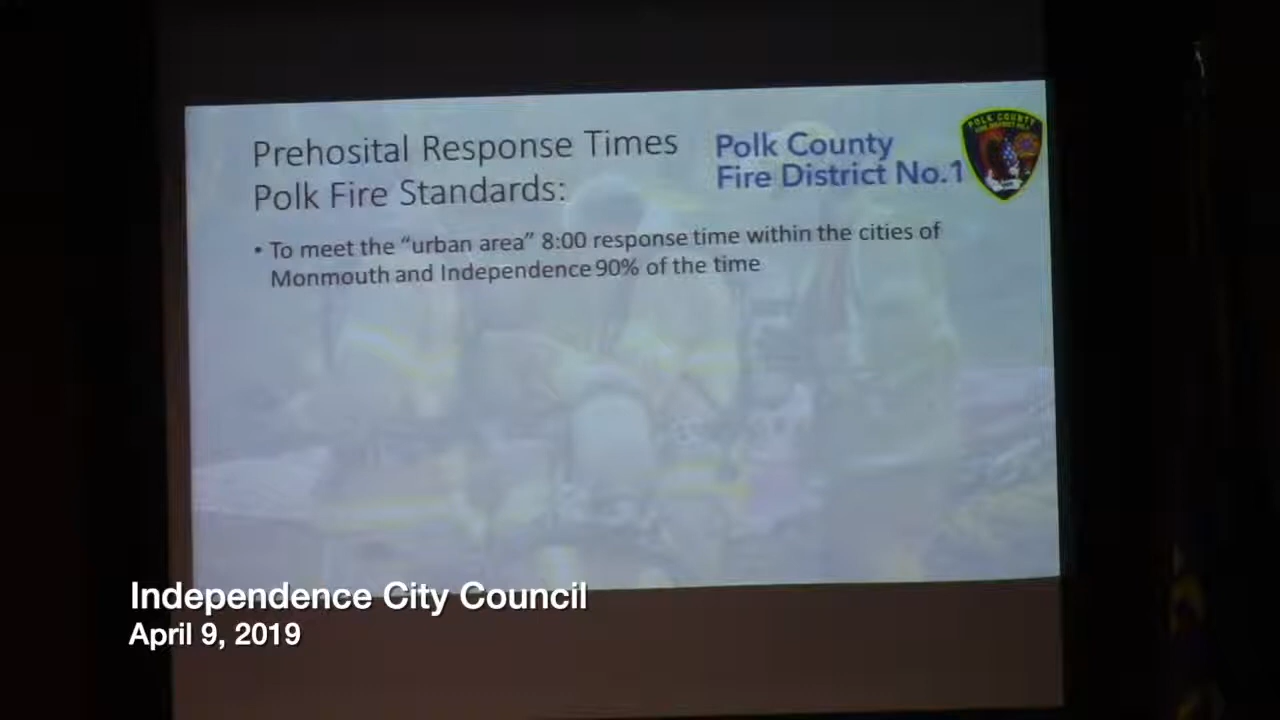 Prehosital Response Times
Polk Fire Standards:
Polk County
Fire District No.1
POLK COUNTY
• To meet the “urban area” 8:00 response time within the cities of
Monmouth and Independence 90% of the time
Independence City Council
April 9, 2019